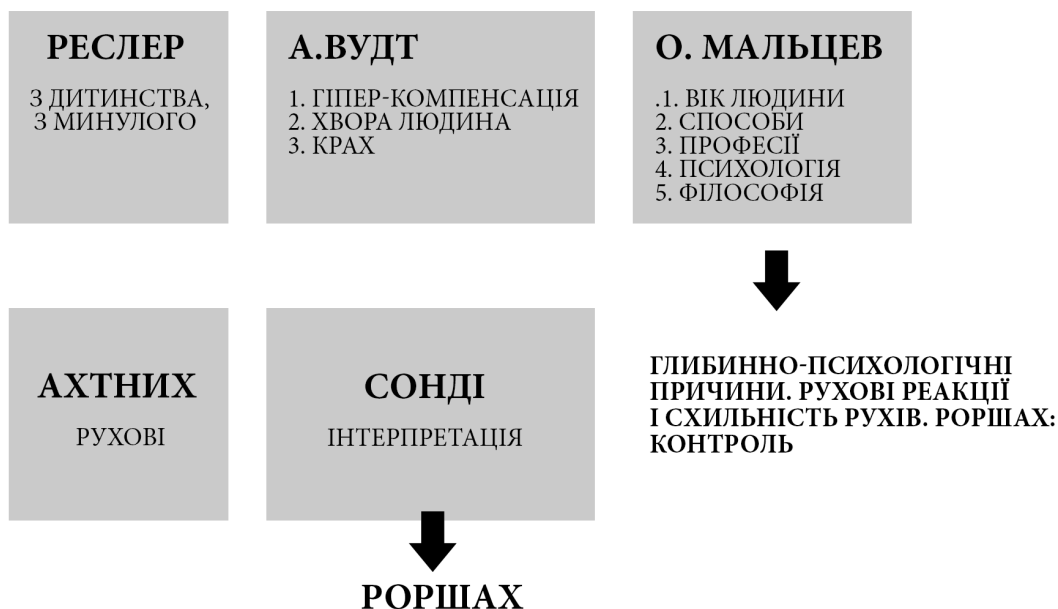 РЕСЛЕР
З ДИТИНСТВА,
З МИНУЛОГО
А.ВУДТ
1. ГІПЕР-КОМПЕНСАЦІЯ
2. ХВОРА ЛЮДИНА
3. КРАХ
О. МАЛЬЦЕВ
.1. ВІК ЛЮДИНИ
2. СПОСОБИ
3. ПРОФЕСІЇ
4. ПСИХОЛОГІЯ
5. ФІЛОСОФІЯ
АХТНИХ
РУХОВІ
СОНДІ
ІНТЕРПРЕТАЦІЯ
ГЛИБИННО-ПСИХОЛОГІЧНІ
ПРИЧИНИ. РУХОВІ РЕАКЦІЇ
І СХИЛЬНІСТЬ РУХІВ. РОРШАХ:
КОНТРОЛЬ
РОРШАХ